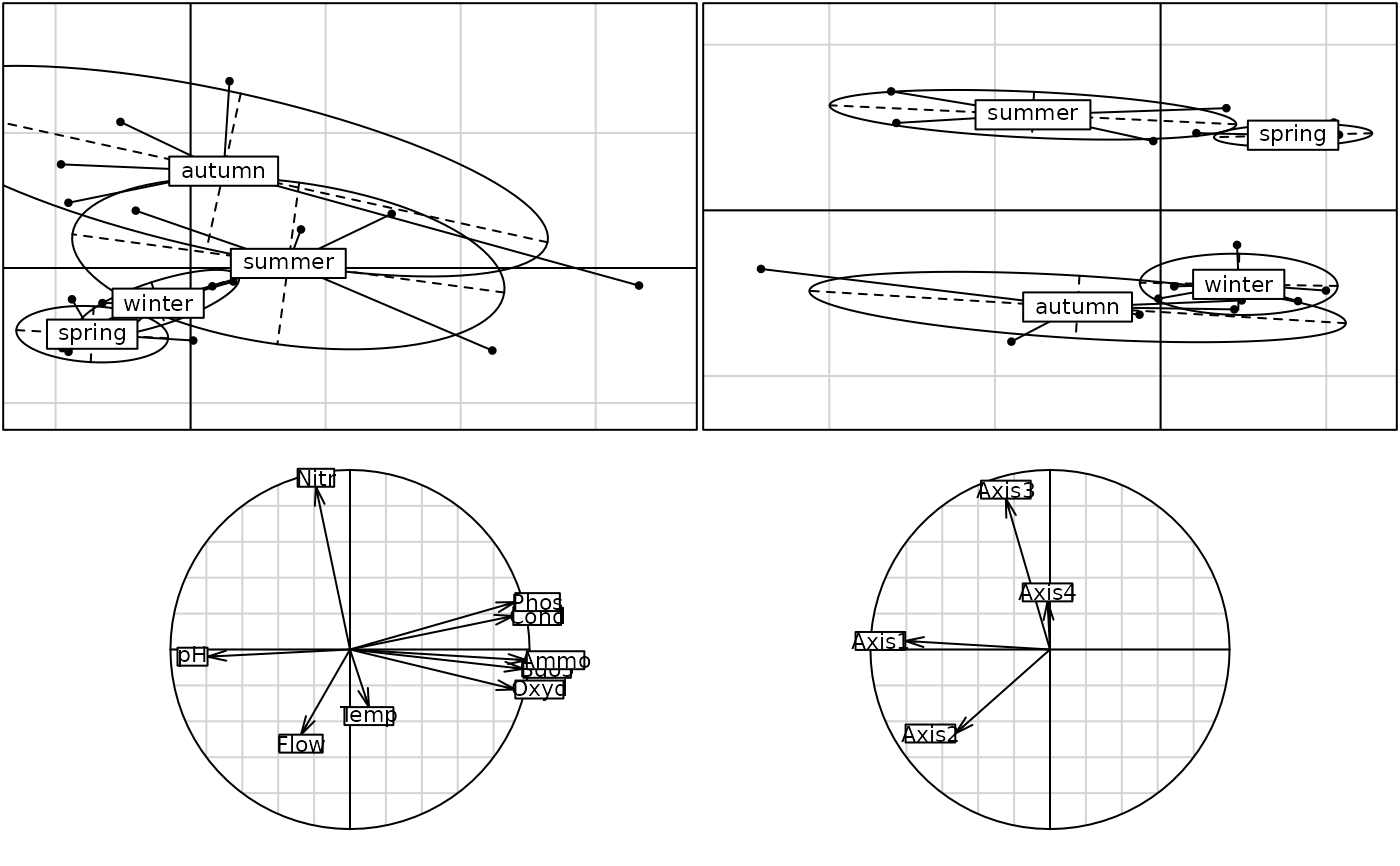 autumn
summer
winter
spring
summer
spring
winter
autumn
Nitr
Phos
Cond
pH
Ammo
Oxyd
Temp
Flow
Axis3
Axis4
Axis1
Axis2